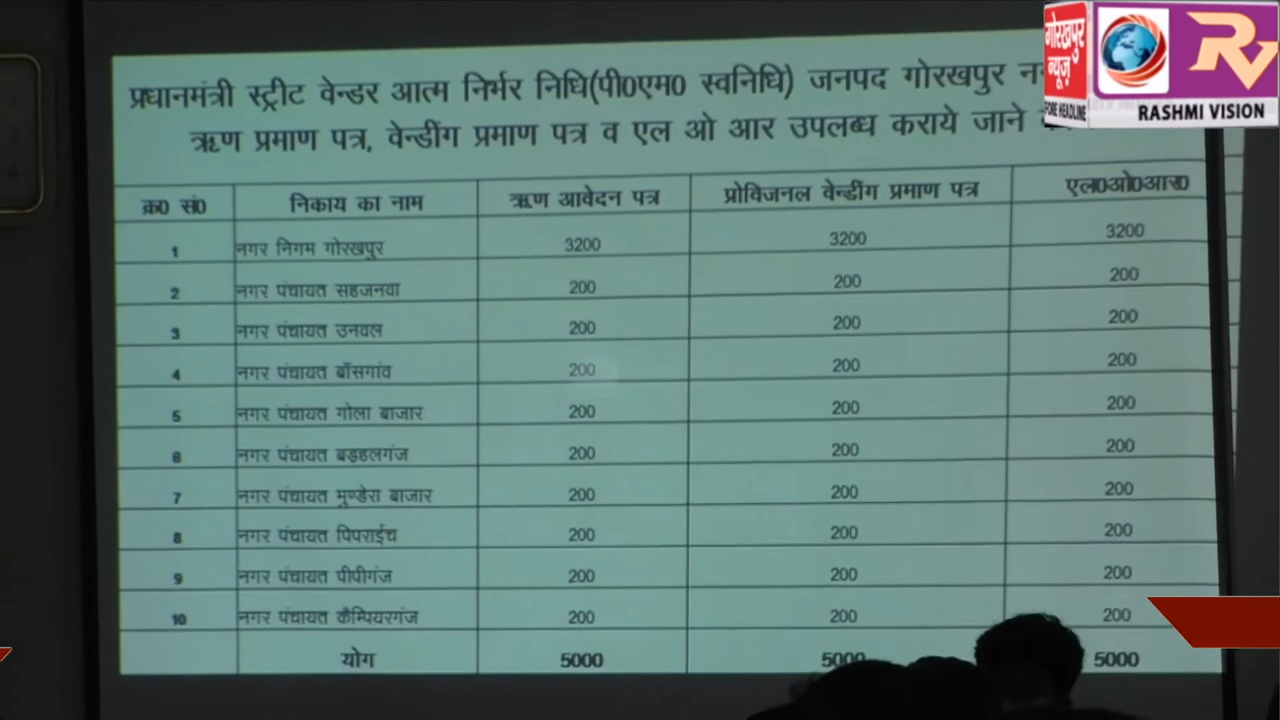 प्रधानमंत्री स्ट्रीट वेन्डर आत्म निर्भर निधि(पी0एम0 स्वनिधि) जनपद गोरखपुर
ऋण प्रमाण पत्र, वेन्डींग प्रमाण पत्र व एल ओ आर उपलब्ध कराये जाने
गोरखपुर
न्यूज़
RV
RASHMI VISION
क्र0 सं0 निकाय का नाम ऋण आवेदन पत्र प्रोविजनल वेन्डींग प्रमाण पत्र एल0ओ0आर0
1 नगर निगम गोरखपुर 3200 3200 3200
2 नगर पंचायत सहजनवा 200 200 200
3 नगर पंचायत उनवल 200 200 200
4 नगर पंचायत बॉसगांव 200 200 200
5 नगर पंचायत गोला बाजार 200 200 200
6 नगर पंचायत बड़हलगंज 200 200 200
7 नगर पंचायत मुण्डेरा बाजार 200 200 200
8 नगर पंचायत पिपराईच 200 200 200
9 नगर पंचायत पीपीगंज 200 200 200
10 नगर पंचायत कैम्पियरगंज 200 200 200
योग 5000 5000 5000